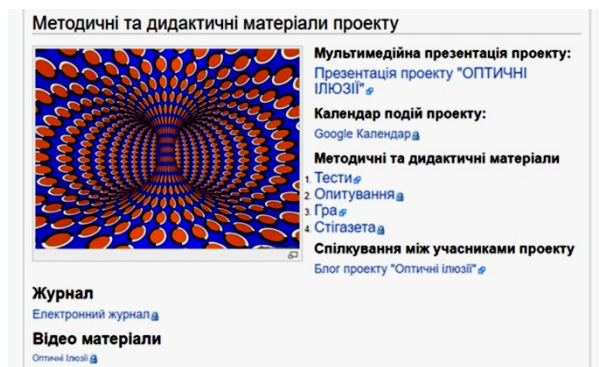 Методичні та дидактичні матеріали проекту
Мультимедійна презентація проекту:
Презентація проекту "ОПТИЧНІ
ІЛЮЗІЇ"
Календар подій проекту:
Google Календар
Методичні та дидактичні матеріали
1. Тести
2. Опитування
3. Гра
4. Стігазета
Спілкування між учасниками проекту
Блог проекту "Оптичні ілюзії"
Журнал
Електронний журнал
Відео матеріали
Оптичні Ілюзії